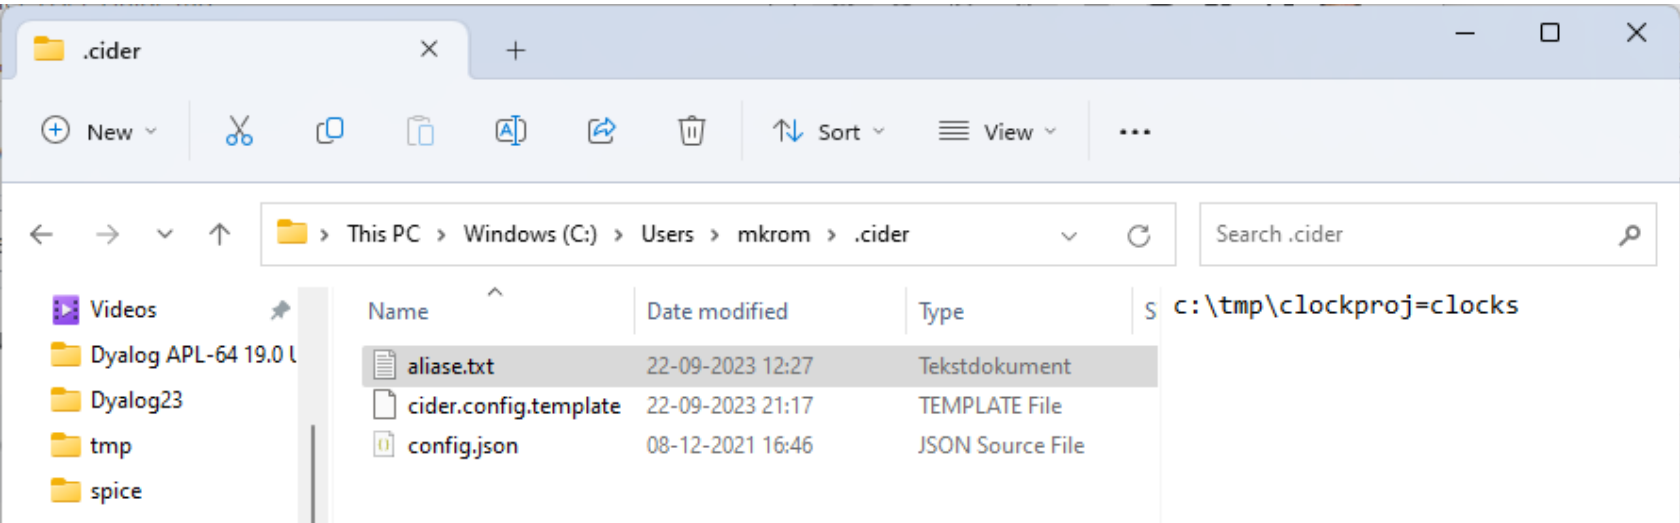 .cider
New
Sort
View
This PC > Windows (C:) > Users > mkrom > .cider
Search .cider
Videos
Dyalog APL-64 19.0 U
Dyalog23
tmp
spice
Name Date modified Type S
aliase.txt 22-09-2023 12:27 Tekstdokument
cider.config.template 22-09-2023 21:17 TEMPLATE File
config.json 08-12-2021 16:46 JSON Source File
c:\tmp\clockproj=clocks